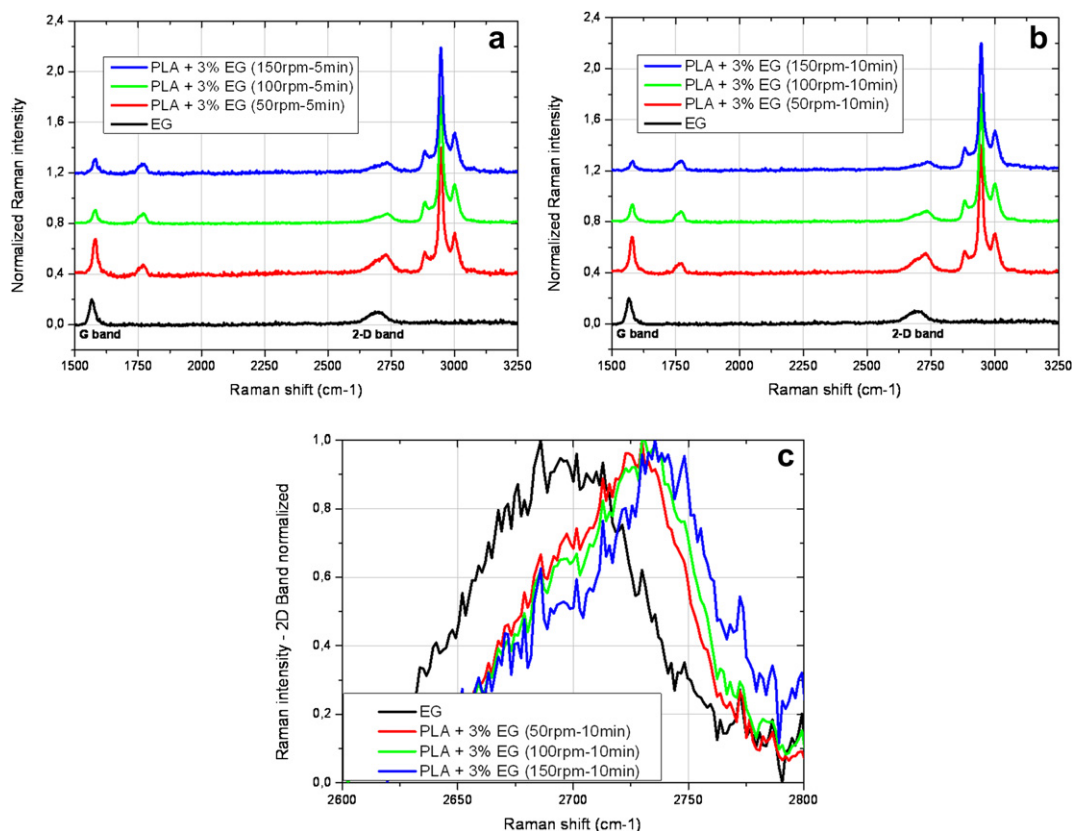 a
2,4
2,0
1,6
1,2
0,8
0,4
0,0
Normalized Raman intensity
PLA + 3% EG (150rpm-5min)
PLA + 3% EG (100rpm-5min)
PLA + 3% EG (50rpm-5min)
EG
G band
2-D band
1500 1750 2000 2250 2500 2750 3000 3250
Raman shift (cm-1)
b
2,4
2,0
1,6
1,2
0,8
0,4
0,0
Normalized Raman intensity
PLA + 3% EG (150rpm-10min)
PLA + 3% EG (100rpm-10min)
PLA + 3% EG (50rpm-10min)
EG
G band
2-D band
1500 1750 2000 2250 2500 2750 3000 3250
Raman shift (cm-1)
c
1,0
0,8
0,6
0,4
0,2
0,0
Raman intensity - 2D Band normalized
EG
PLA + 3% EG (50rpm-10min)
PLA + 3% EG (100rpm-10min)
PLA + 3% EG (150rpm-10min)
2600 2650 2700 2750 2800
Raman shift (cm-1)